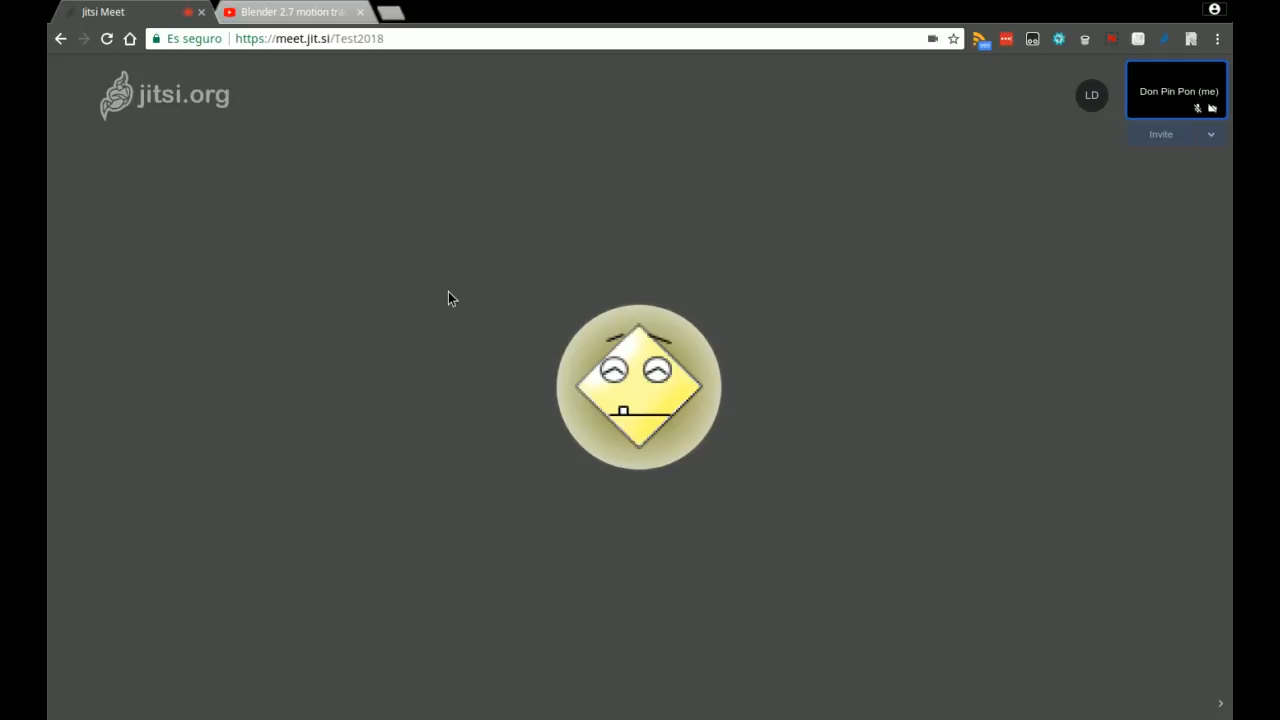 Jitsi Meet
Blender 2.7 motion tra
Es seguro
https://meet.jit.si/Test2018
jitsi.org
LD
Don Pin Pon (me)
Invite